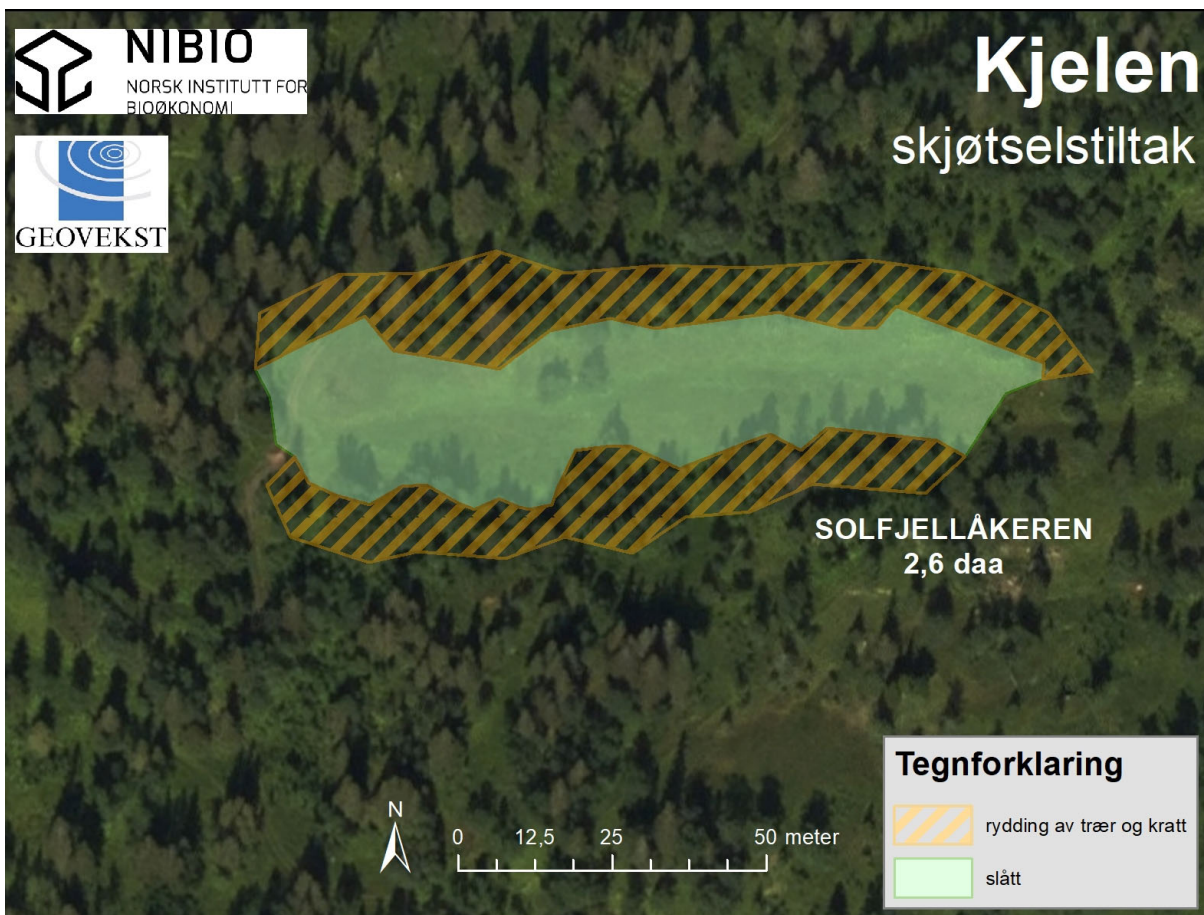 NIBIO
NORSK INSTITUTT FOR
BIOØKONOMI
GEOVEKST
Kjelen
skjøtselstiltak
SOLFJELLÅKEREN
2,6 daa
N
0 12,5 25 50 meter
Tegnforklaring
rydding av trær og kratt
slått